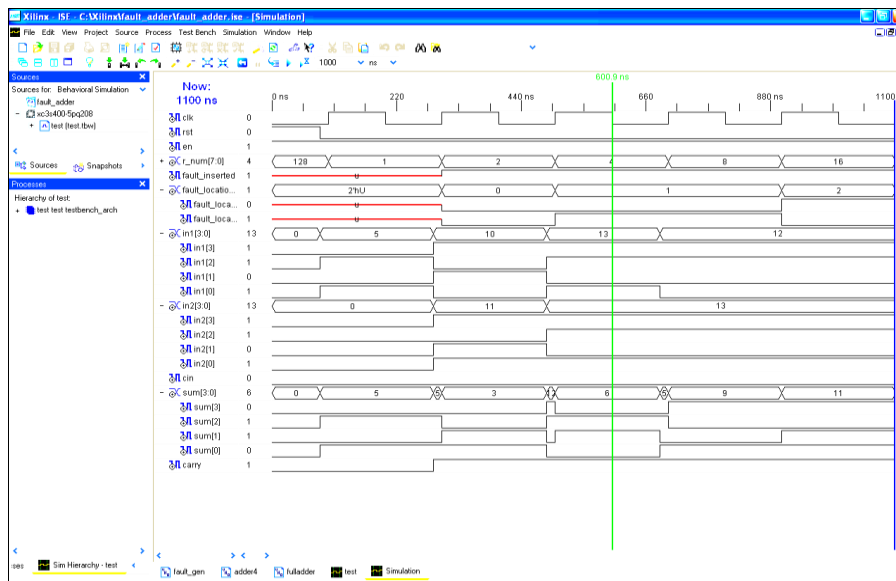 Xilinx - ISE - C:\Xilinx\fault_adder\fault_adder.ise - [Simulation]
File Edit View Project Source Process Test Bench Simulation Window Help
1000 ns
Sources
Sources for: Behavioral Simulation
fault_adder
xc3s400-5pq208
test (test.tbw)
Sources Snapshots
Processes
Hierarchy of test:
test test testbench_arch
Sim Hierarchy - test
Now:
1100 ns
600.9 ns
0 ns 220 440 ns 660 880 ns 1100
clk 0
rst 0
en 1
r_num[7:0] 4 128 1 2 4 8 16
fault_inserted 1 U
fault_locatio... 1 2'hU 0 1 2
fault_loca... 0 U
fault_loca... 1 U
in1[3:0] 13 0 5 10 13 12
in1[3] 1
in1[2] 1
in1[1] 0
in1[0] 1
in2[3:0] 13 0 11 13
in2[3] 1
in2[2] 1
in2[1] 0
in2[0] 1
cin 0
sum[3:0] 6 0 5 5 3 6 5 9 11
sum[3] 0
sum[2] 1
sum[1] 1
sum[0] 0
carry 1
fault_gen adder4 fulladder test Simulation